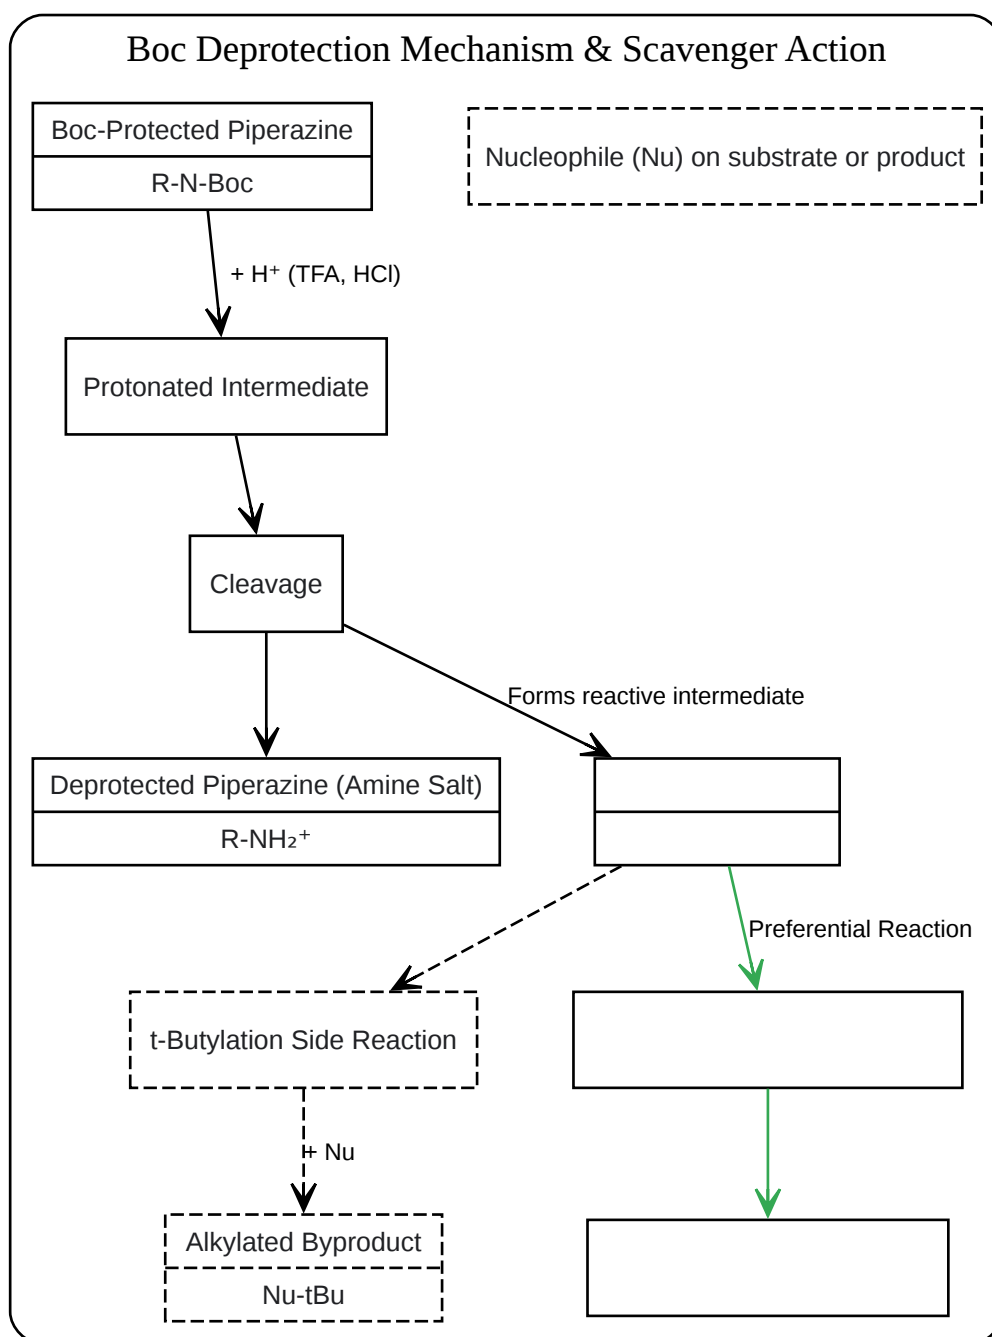 Boc Deprotection Mechanism & Scavenger Action
Boc-Protected Piperazine
R-N-Boc
Nucleophile (Nu) on substrate or product
+ H⁺ (TFA, HCl)
Protonated Intermediate
Cleavage
Forms reactive intermediate
Deprotected Piperazine (Amine Salt)
R-NH₂⁺
Preferential Reaction
t-Butylation Side Reaction
+ Nu
Alkylated Byproduct
Nu-tBu